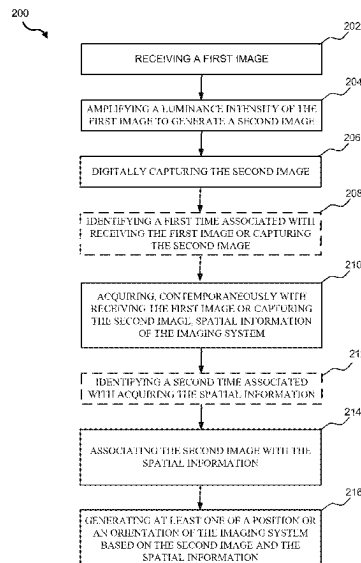 200
202
RECEIVING A FIRST IMAGE
204
AMPLIFYING A LUMINANCE INTENSITY OF THE
FIRST IMAGE TO GENERATE A SECOND IMAGE
206
DIGITALLY CAPTURING THE SECOND IMAGE
208
IDENTIFYING A FIRST TIME ASSOCIATED WITH
RECEIVING THE FIRST IMAGE OR CAPTURING
THE SECOND IMAGE
210
ACQUIRING, CONTEMPORANEOUSLY WITH
RECEIVING THE FIRST IMAGE OR CAPTURING
THE SECOND IMAGE, SPATIAL INFORMATION
OF THE IMAGING SYSTEM
IDENTIFYING A SECOND TIME ASSOCIATED
WITH ACQUIRING THE SPATIAL INFORMATION
214
ASSOCIATING THE SECOND IMAGE WITH THE
SPATIAL INFORMATION
216
GENERATING AT LEAST ONE OF A POSITION OR
AN ORIENTATION OF THE IMAGING SYSTEM
BASED ON THE SECOND IMAGE AND THE
SPATIAL INFORMATION